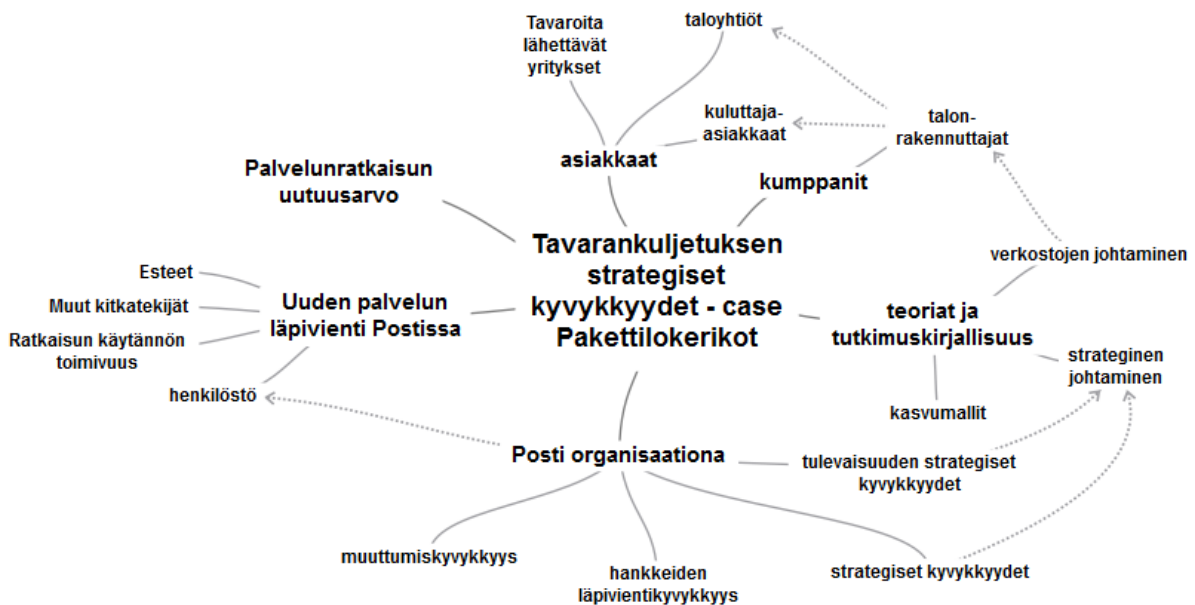 Tavaroita
lähettävät
yritykset
taloyhtiöt
kuluttaja-
asiakkaat
talon-
rakennuttajat
asiakkaat
kumppanit
Palvelunratkaisun
uutuusarvo
Tavarankuljetuksen
strategiset
kyvykkyydet - case
Pakettilokerikot
verkostojen johtaminen
Esteet
Muut kitkatekijät
Ratkaisun käytännön
toimivuus
henkilöstö
Uuden palvelun
läpivienti Postissa
teoriat ja
tutkimuskirjallisuus
strateginen
johtaminen
kasvumallit
Posti organisaationa
tulevaisuuden strategiset
kyvykkyydet
muuttumiskyvykkyys
hankkeiden
läpivientikyvykkyys
strategiset kyvykkyydet